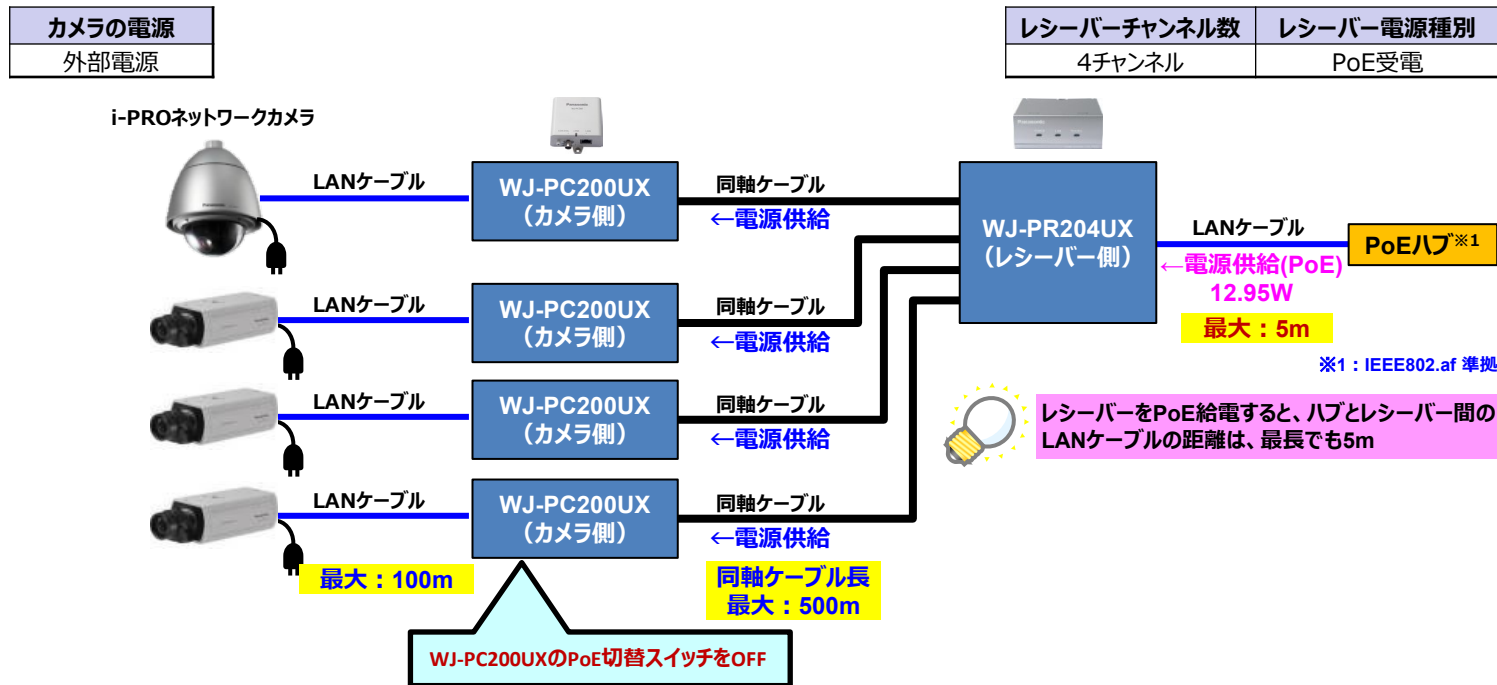 カメラの電源
外部電源
レシーバーチャンネル数
レシーバー電源種別
4チャンネル
PoE受電
i-PROネットワークカメラ
Panasonic
Panasonic
LANケーブル
WJ-PC200UX
（カメラ側）
同軸ケーブル
←電源供給
WJ-PR204UX
（レシーバー側）
LANケーブル
←電源供給(PoE)
12.95W
最大：5m
PoEハブ※1
※1：IEEE802.af 準拠
LANケーブル
WJ-PC200UX
（カメラ側）
同軸ケーブル
←電源供給
LANケーブル
WJ-PC200UX
（カメラ側）
同軸ケーブル
←電源供給
レシーバーをPoE給電すると、ハブとレシーバー間の
LANケーブルの距離は、最長でも5m
LANケーブル
WJ-PC200UX
（カメラ側）
同軸ケーブル
←電源供給
最大：100m
同軸ケーブル長
最大：500m
WJ-PC200UXのPoE切替スイッチをOFF